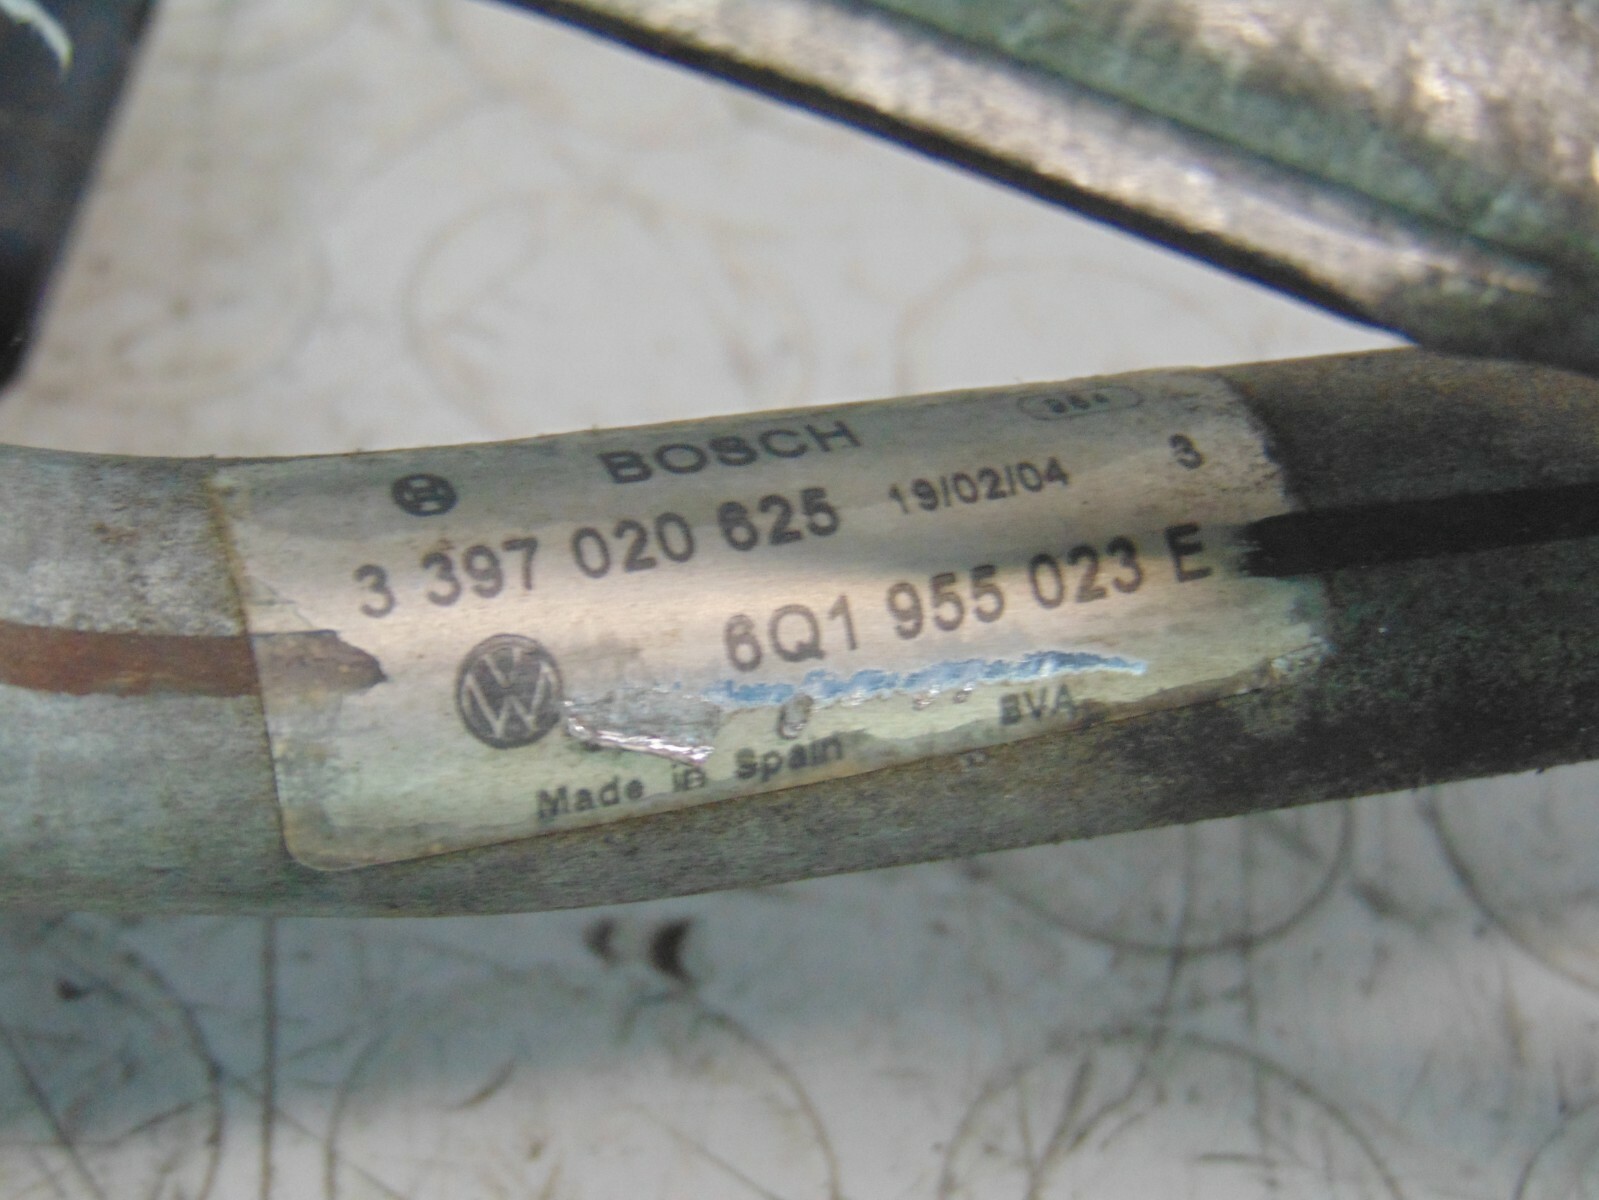 BOSCH
3 397 020 625 19/02/04 3
6Q1 955 023 E
BVA
Made in Spain